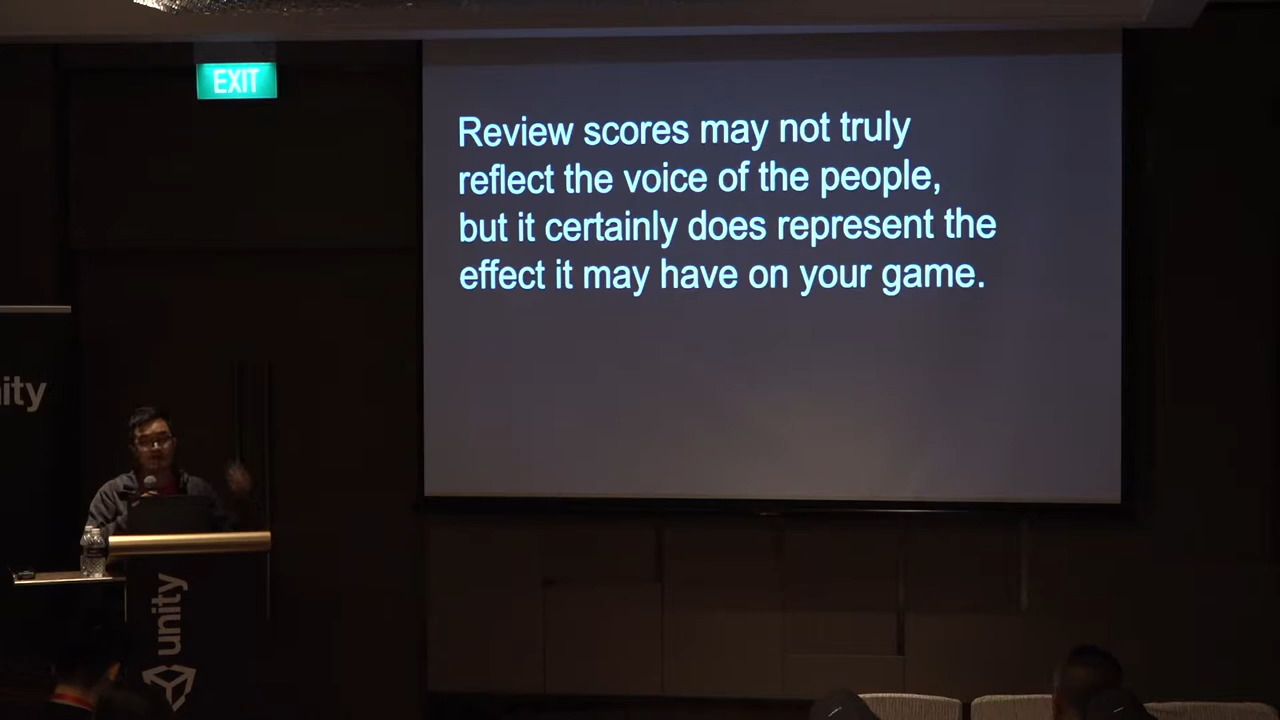 EXIT
Review scores may not truly
reflect the voice of the people,
but it certainly does represent the
effect it may have on your game.
nity
unity